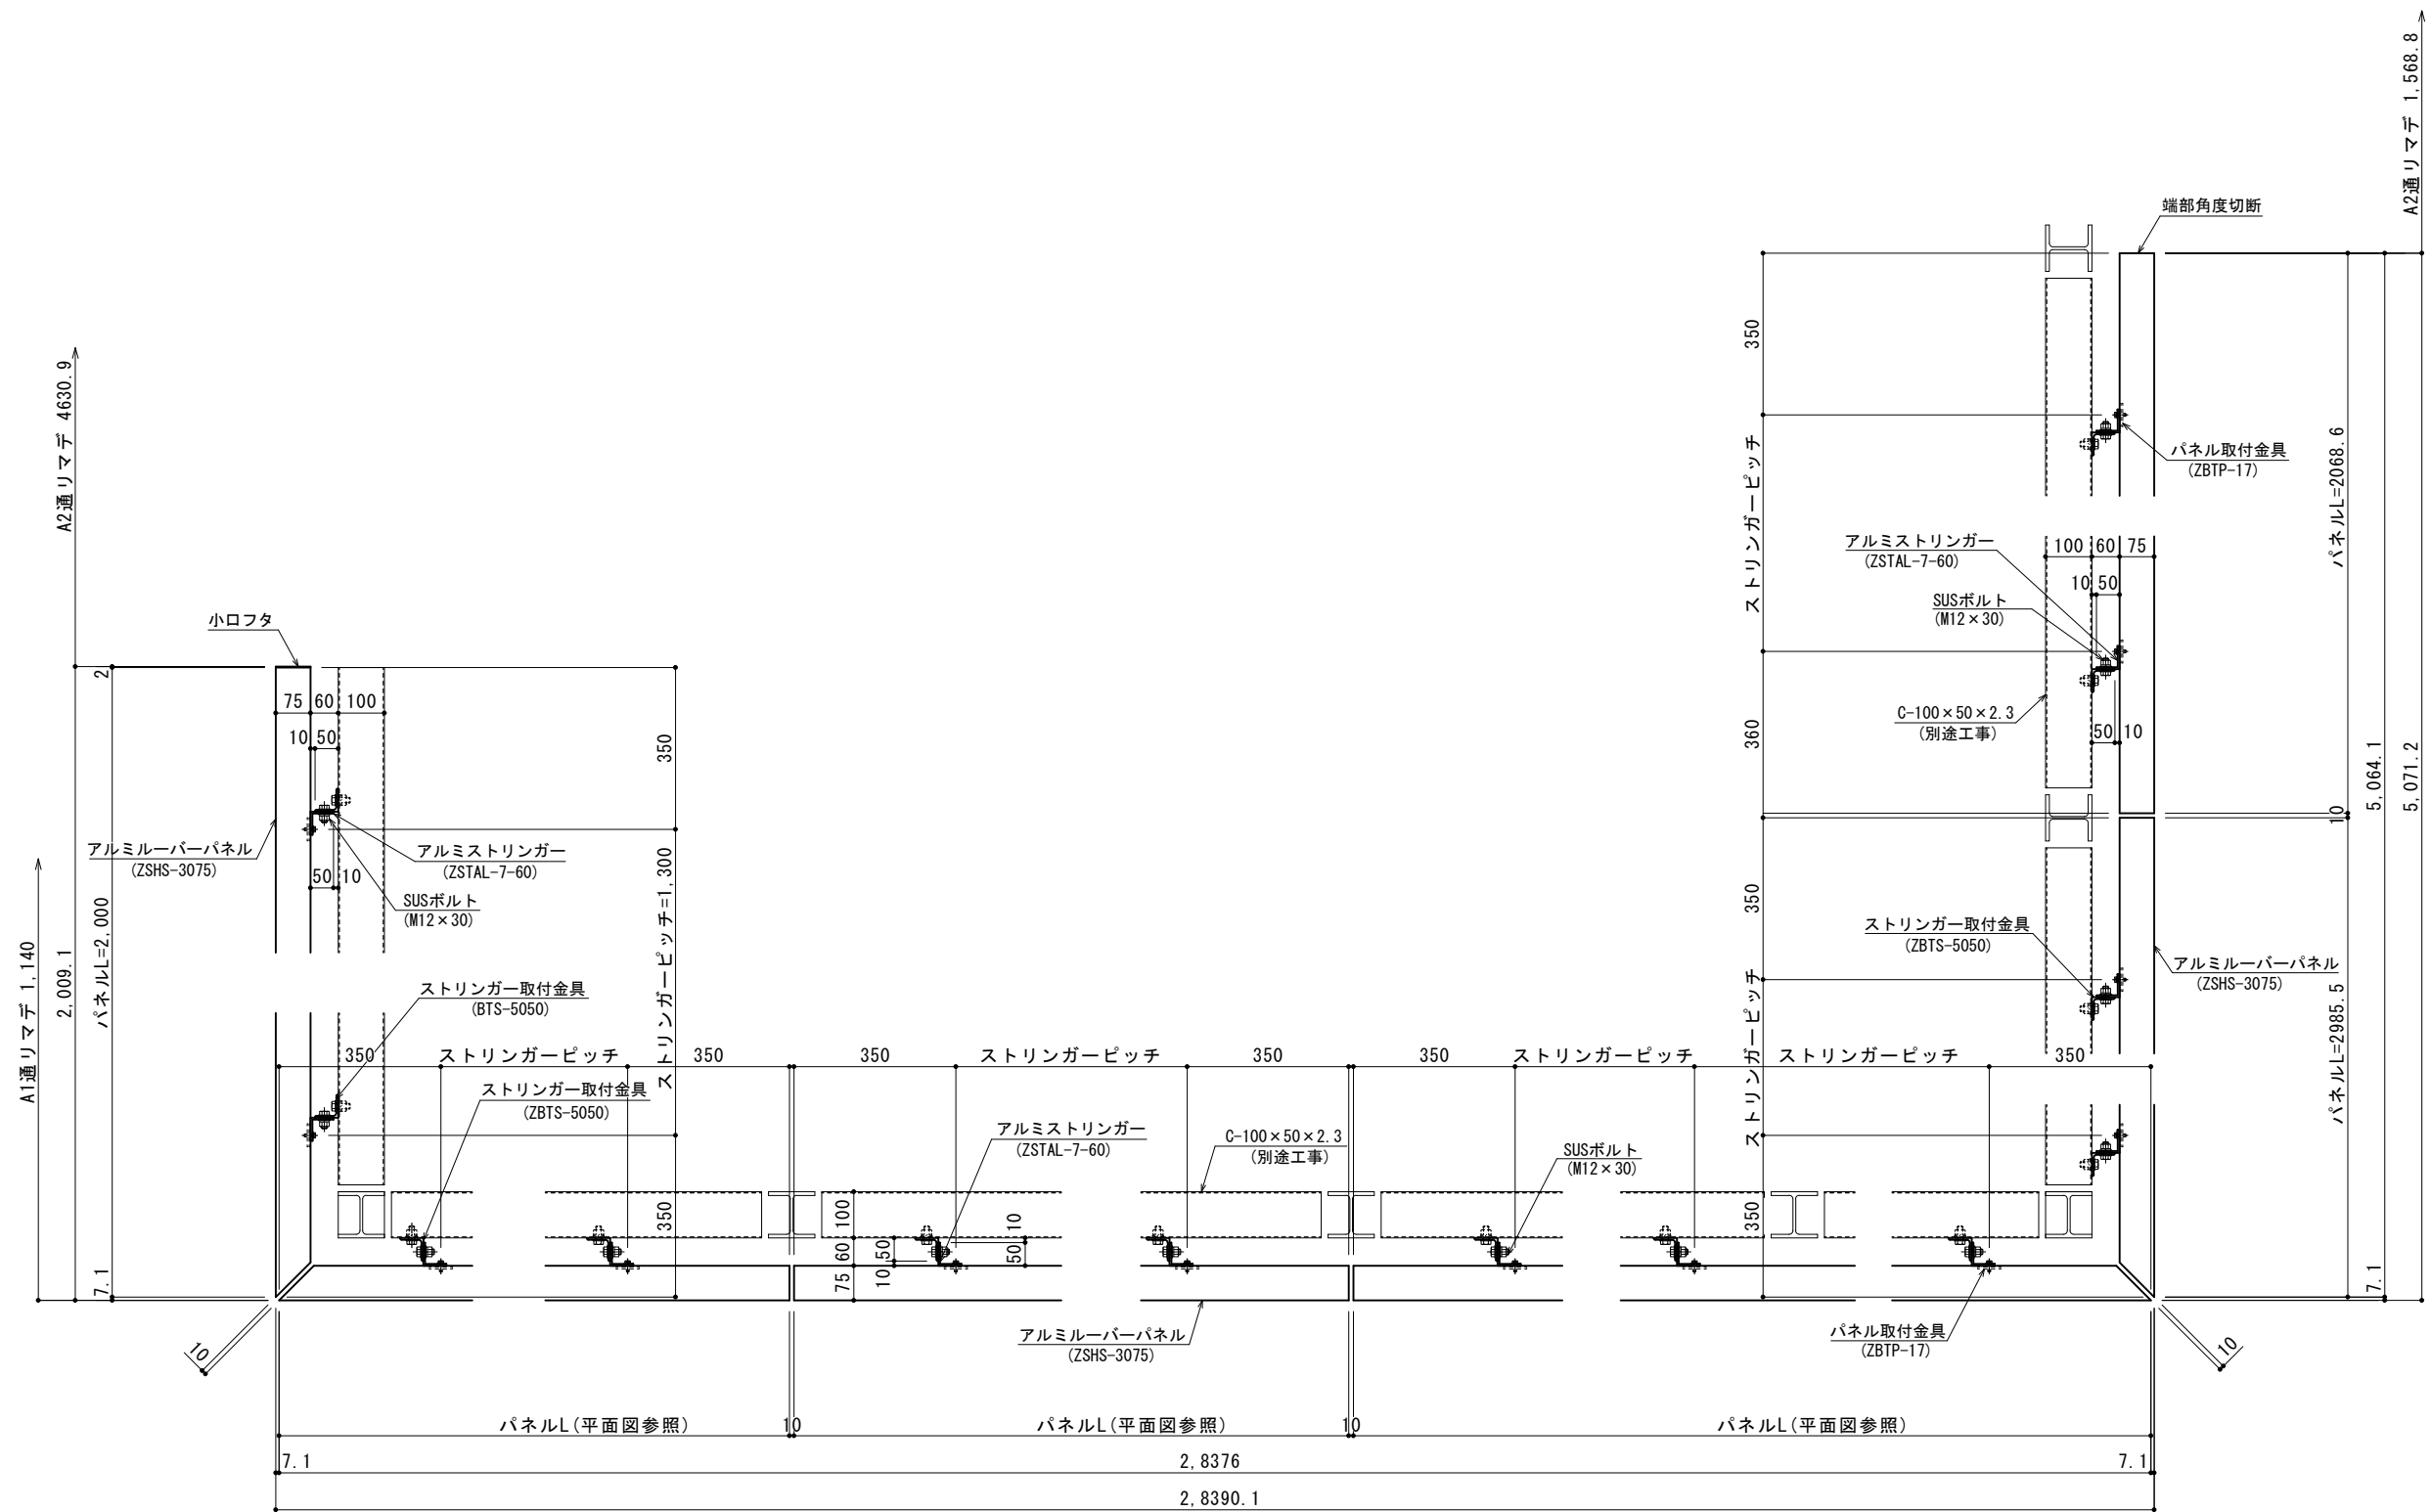 A2通リマデ 1,568.8
端部角度切断
350
ストリンガーピッチ
パネル取付金具
(ZBTP-17)
パネルL=2068.6
A2通リマデ 4630.9
アルミストリンガー
(ZSTAL-7-60)
100 60 75
10 50
SUSボルト
(M12×30)
小口フタ
2
75 60 100
10 50
350
C-100×50×2.3
(別途工事)
360
50 10
5,064.1
5,071.2
10
アルミルーバーパネル
(ZSHS-3075)
アルミストリンガー
(ZSTAL-7-60)
50 10
SUSボルト
(M12×30)
ストリンガーピッチ=1,300
パネルL=2,000
2,009.1
A1通リマデ 1,140
350
ストリンガー取付金具
(ZBTS-5050)
アルミルーバーパネル
(ZSHS-3075)
ストリンガー取付金具
(BTS-5050)
ストリンガーピッチ
パネルL=2985.5
350 ストリンガーピッチ 350 350 ストリンガーピッチ 350 350 ストリンガーピッチ ストリンガーピッチ 350
ストリンガー取付金具
(ZBTS-5050)
アルミストリンガー
(ZSTAL-7-60)
C-100×50×2.3
(別途工事)
SUSボルト
(M12×30)
350
100
60
75
50
10
10
50
350
7.1
7.1
アルミルーバーパネル
(ZSHS-3075)
パネル取付金具
(ZBTP-17)
10
10
パネルL(平面図参照) 10 パネルL(平面図参照) 10 パネルL(平面図参照)
7.1 2,8376 7.1
2,8390.1